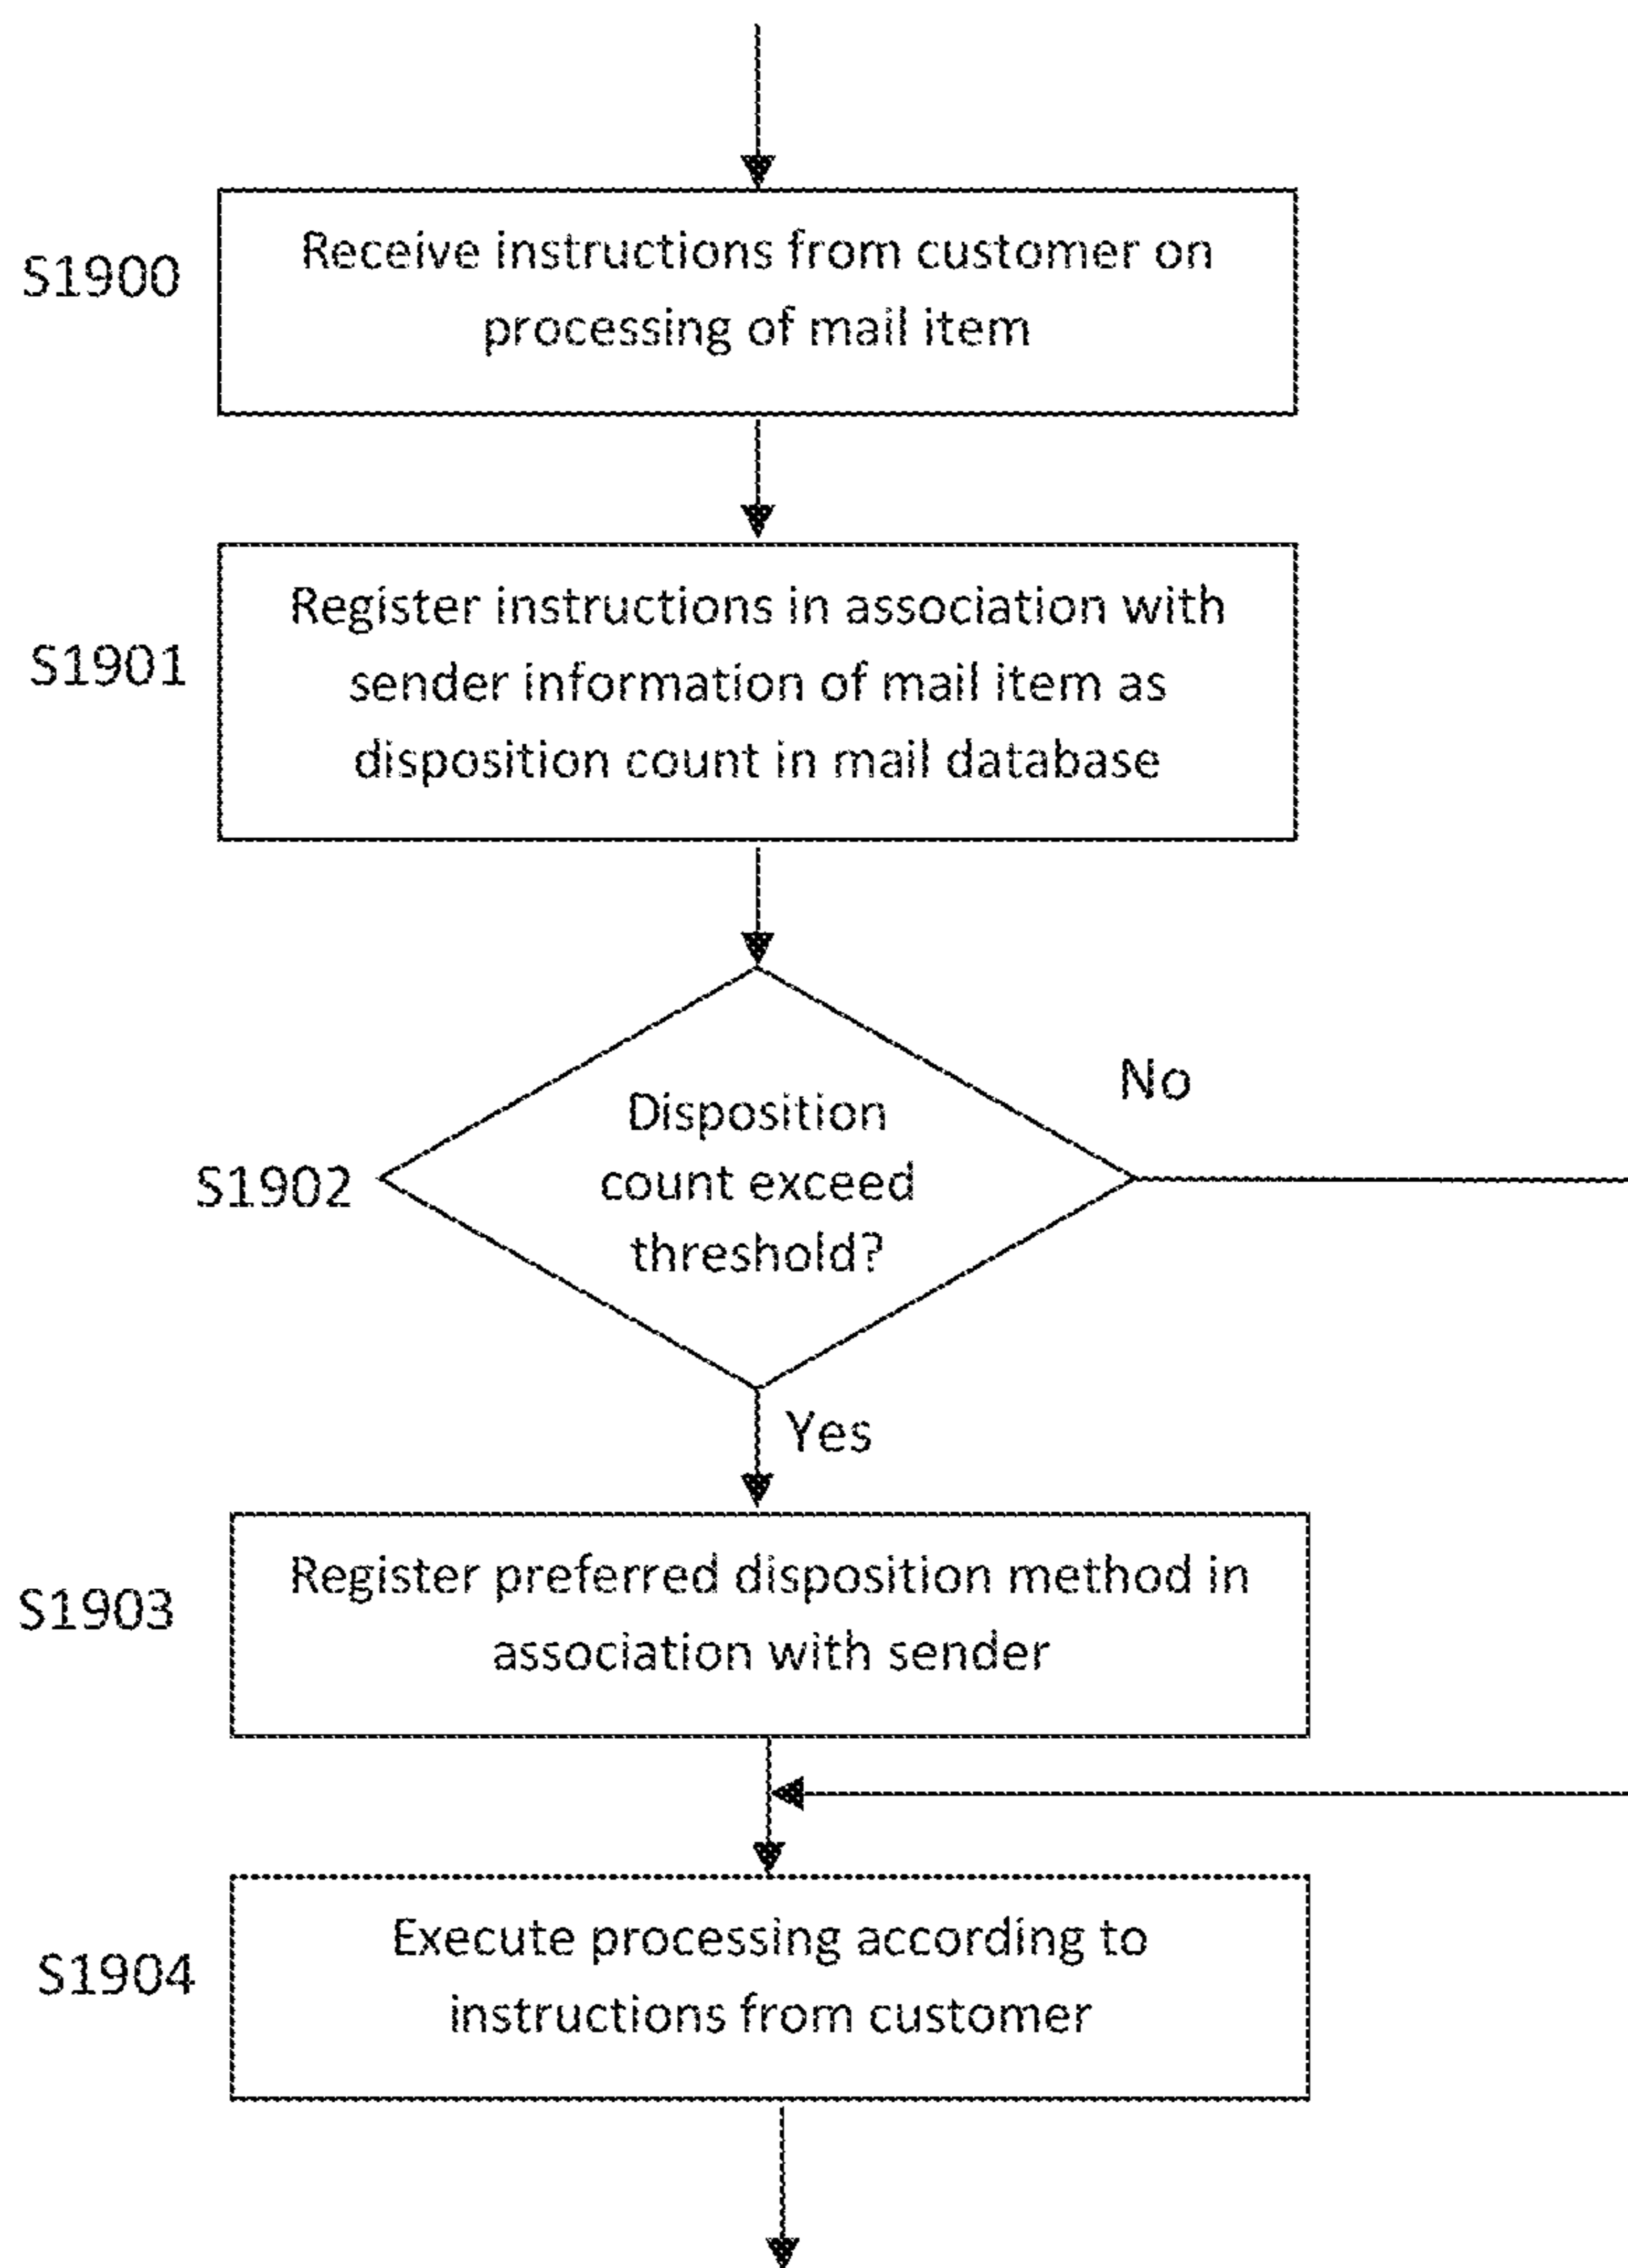 S1900
Receive instructions from customer on
processing of mail item
S1901
Register instructions in association with
sender information of mail item as
disposition count in mail database
No
S1902
Disposition
count exceed
threshold?
Yes
S1903
Register preferred disposition method in
association with sender
S1904
Execute processing according to
instructions from customer